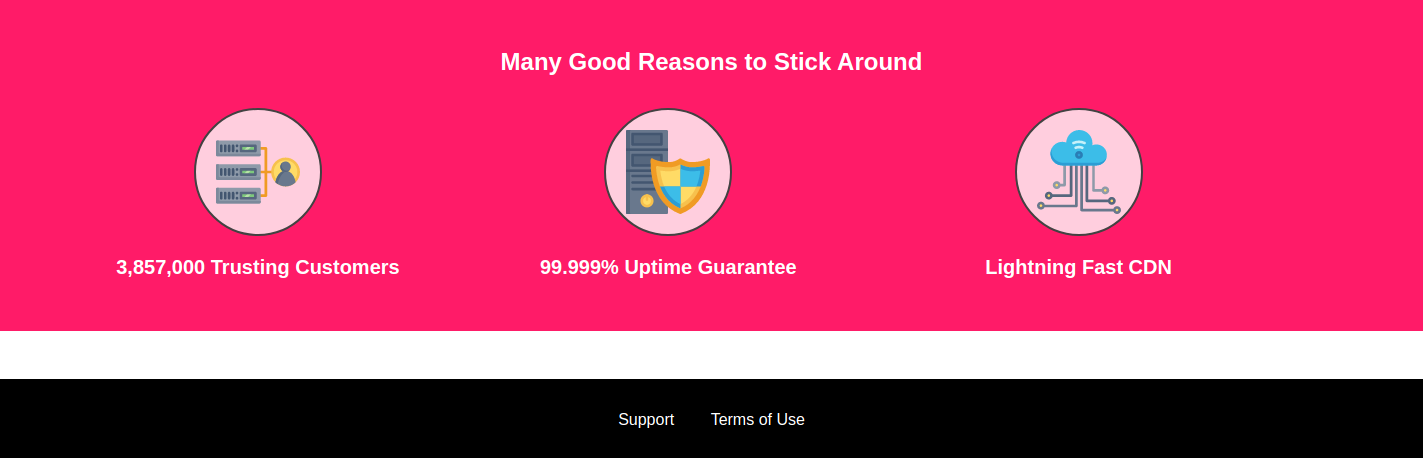 Many Good Reasons to Stick Around
3,857,000 Trusting Customers
99.999% Uptime Guarantee
Lightning Fast CDN
Support
Terms of Use